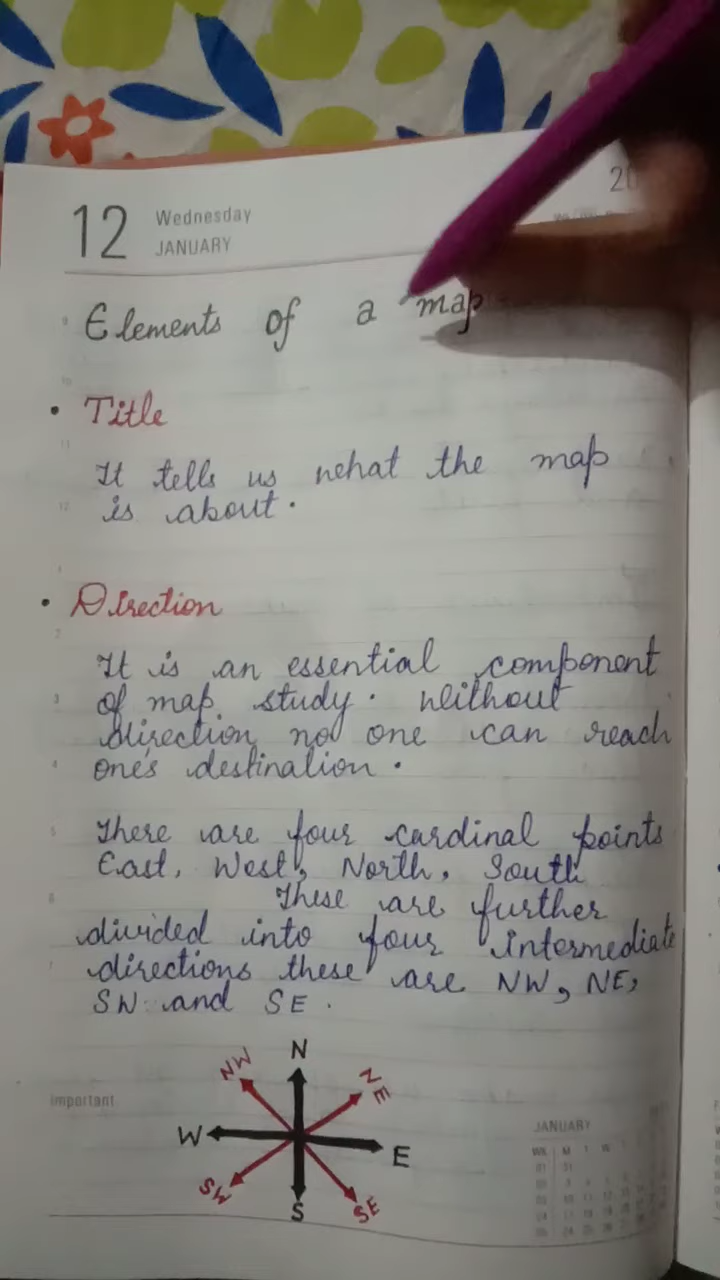 12
Wednesday
JANUARY
20
Elements of a map
• Title
It tells us what the map
is about.
• Direction
It is an essential component
of map study. Without
direction no one can reach
one's destination.
There are four cardinal points
East, West, North, South
These are further
divided into four intermediate
directions these are NW, NE,
SW and SE.
N
NW
NE
W
E
SW
SE
S
important
JANUARY